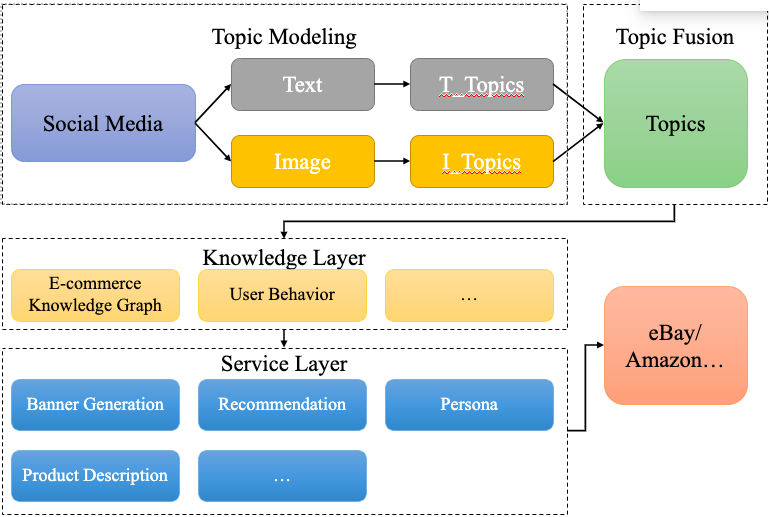 Topic Modeling
Topic Fusion
Social Media
Text
T_Topics
Image
I_Topics
Topics
Knowledge Layer
E-commerce
Knowledge Graph
User Behavior
…
Service Layer
Banner Generation
Recommendation
Persona
Product Description
…
eBay/
Amazon…